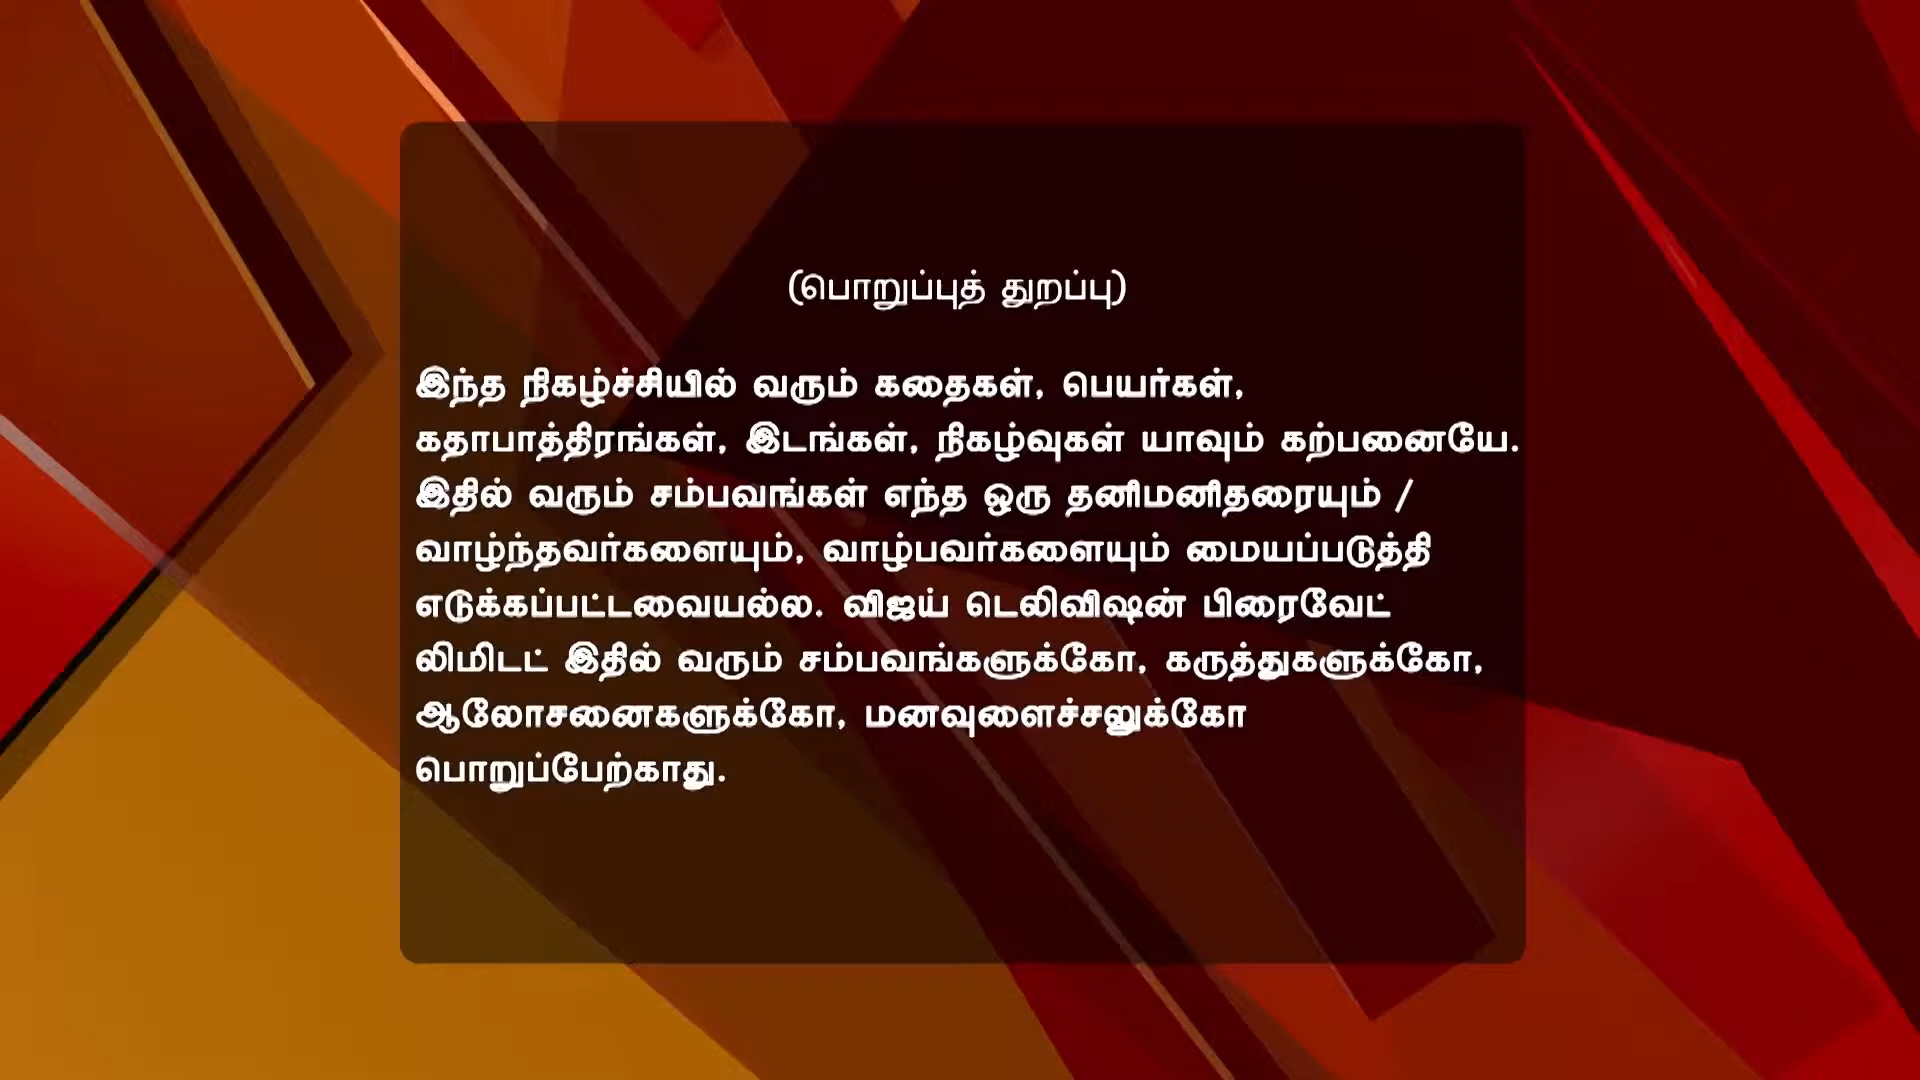 (பொறுப்புத் துறப்பு)
இந்த நிகழ்ச்சியில் வரும் கதைகள், பெயர்கள்,
கதாபாத்திரங்கள், இடங்கள், நிகழ்வுகள் யாவும் கற்பனையே.
இதில் வரும் சம்பவங்கள் எந்த ஒரு தனிமனிதரையும் /
வாழ்ந்தவர்களையும், வாழ்பவர்களையும் மையப்படுத்தி
எடுக்கப்பட்டவையல்ல. விஜய் டெலிவிஷன் பிரைவேட்
லிமிடட் இதில் வரும் சம்பவங்களுக்கோ, கருத்துகளுக்கோ,
ஆலோசனைகளுக்கோ, மனவுளைச்சலுக்கோ
பொறுப்பேற்காது.